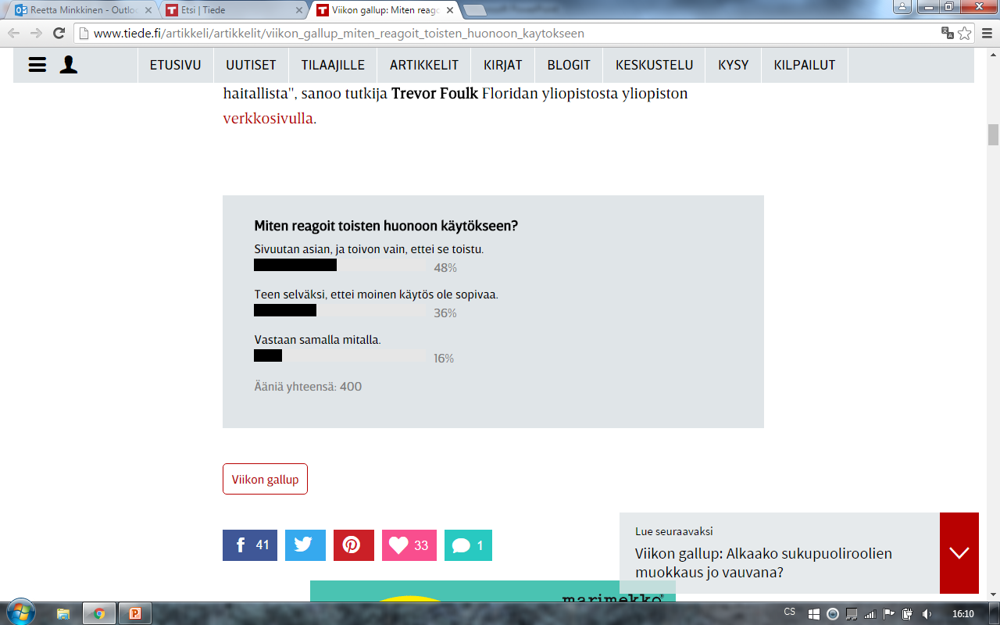 Reetta Minkkinen - Outlo
Etsi | Tiede
Viikon gallup: Miten reago
www.tiede.fi/artikkeli/artikkelit/viikon_gallup_miten_reagoit_toisten_huonoon_kaytokseen
ETUSIVU UUTISET TILAAJILLE ARTIKKELIT KIRJAT BLOGIT KESKUSTELU KYSY KILPAILUT
haitallista", sanoo tutkija Trevor Foulk Floridan yliopistosta yliopiston
verkkosivulla.
Miten reagoit toisten huonoon käytökseen?
Sivuutan asian, ja toivon vain, ettei se toistu.
48%
Teen selväksi, ettei moinen käytös ole sopivaa.
36%
Vastaan samalla mitalla.
16%
Ääniä yhteensä: 400
Viikon gallup
41
33
1
Lue seuraavaksi
Viikon gallup: Alkaako sukupuoliroolien
muokkaus jo vauvana?
marimekko®
CS
16:10